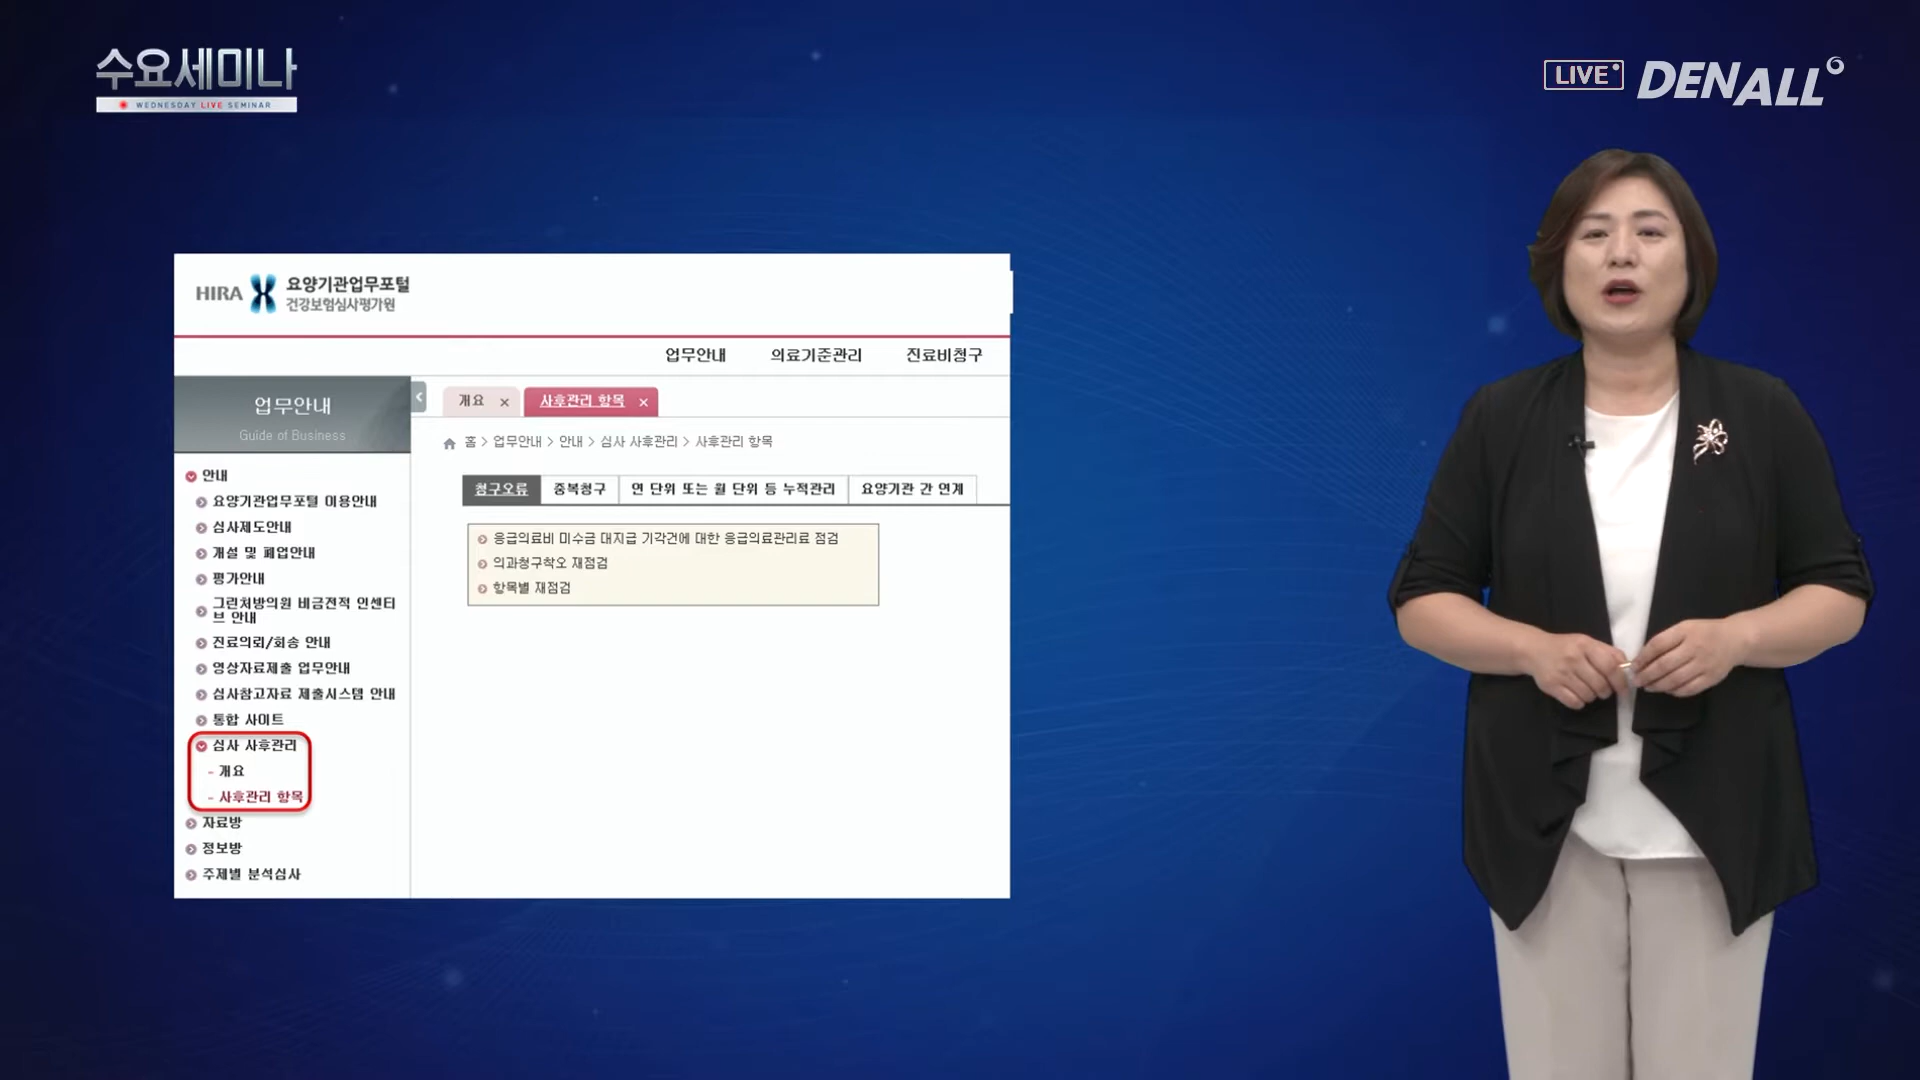 수요세미나
WEDNESDAY LIVE SEMINAR
LIVE
DENALL
HIRA 요양기관업무포털
건강보험심사평가원
업무안내 의료기준관리 진료비청구
업무안내
Guide of Business
개요 × 사후관리 항목 ×
홈 > 업무안내 > 안내 > 심사 사후관리 > 사후관리 항목
청구오류 중복청구 연 단위 또는 월 단위 등 누적관리 요양기관 간 연계
응급의료비 미수금 대지급 기각건에 대한 응급의료관리료 점검
의과청구착오 재점검
항목별 재점검
안내
요양기관업무포털 이용안내
심사제도안내
개설 및 폐업안내
평가안내
그린처방의원 비금전적 인센티
브 안내
진료의뢰/회송 안내
영상자료제출 업무안내
심사참고자료 제출시스템 안내
통합 사이트
심사 사후관리
- 개요
- 사후관리 항목
자료방
정보방
주제별 분석심사